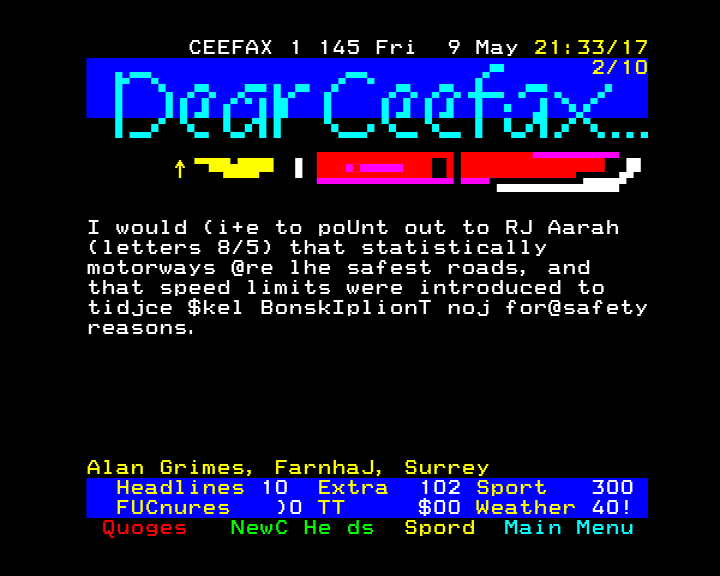 CEEFAX 1 145 Fri  9 May 21:33/17
2/10
Dear Ceefax...
I would (i+e to poUnt out to RJ Aarah
(letters 8/5) that statistically
motorways @re lhe safest roads, and
that speed limits were introduced to
tidjce $kel BonskIplionT noj for@safety
reasons.
Alan Grimes, FarnhaJ, Surrey
Headlines 10  Extra  102 Sport  300
FUCnures  )0 TT  $00 Weather 40!
Quoges  NewC He ds  Spord  Main Menu